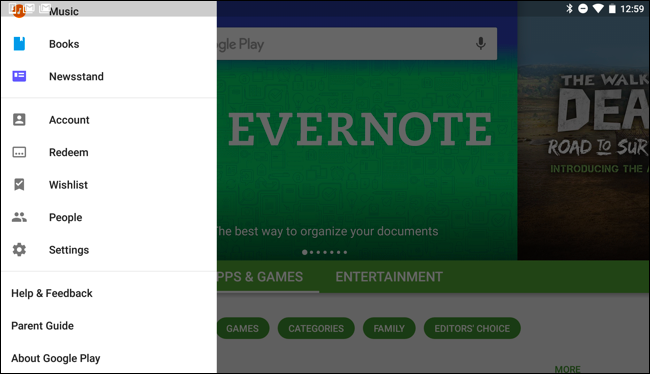 12:59
Music
Books
Newsstand
Account
Redeem
Wishlist
People
Settings
Help & Feedback
Parent Guide
About Google Play
gle Play
EVERNOTE
The best way to organize your documents
THE WALK
DEA
ROAD TO SUR
INTRODUCING THE A
PPS & GAMES
ENTERTAINMENT
GAMES
CATEGORIES
FAMILY
EDITORS' CHOICE
MORE